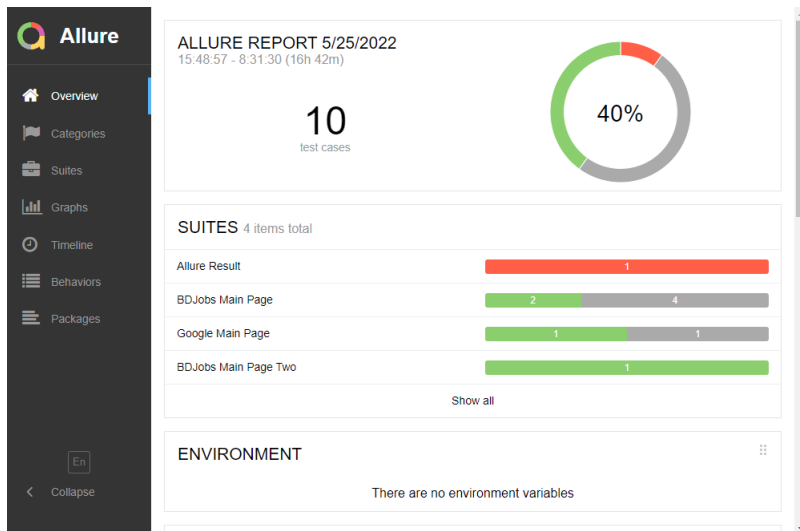 Allure
Overview
Categories
Suites
Graphs
Timeline
Behaviors
Packages
En
Collapse
ALLURE REPORT 5/25/2022
15:48:57 - 8:31:30 (16h 42m)
10
test cases
40%
SUITES 4 items total
Allure Result 1
BDJobs Main Page 2 4
Google Main Page 1 1
BDJobs Main Page Two 1
Show all
ENVIRONMENT
There are no environment variables